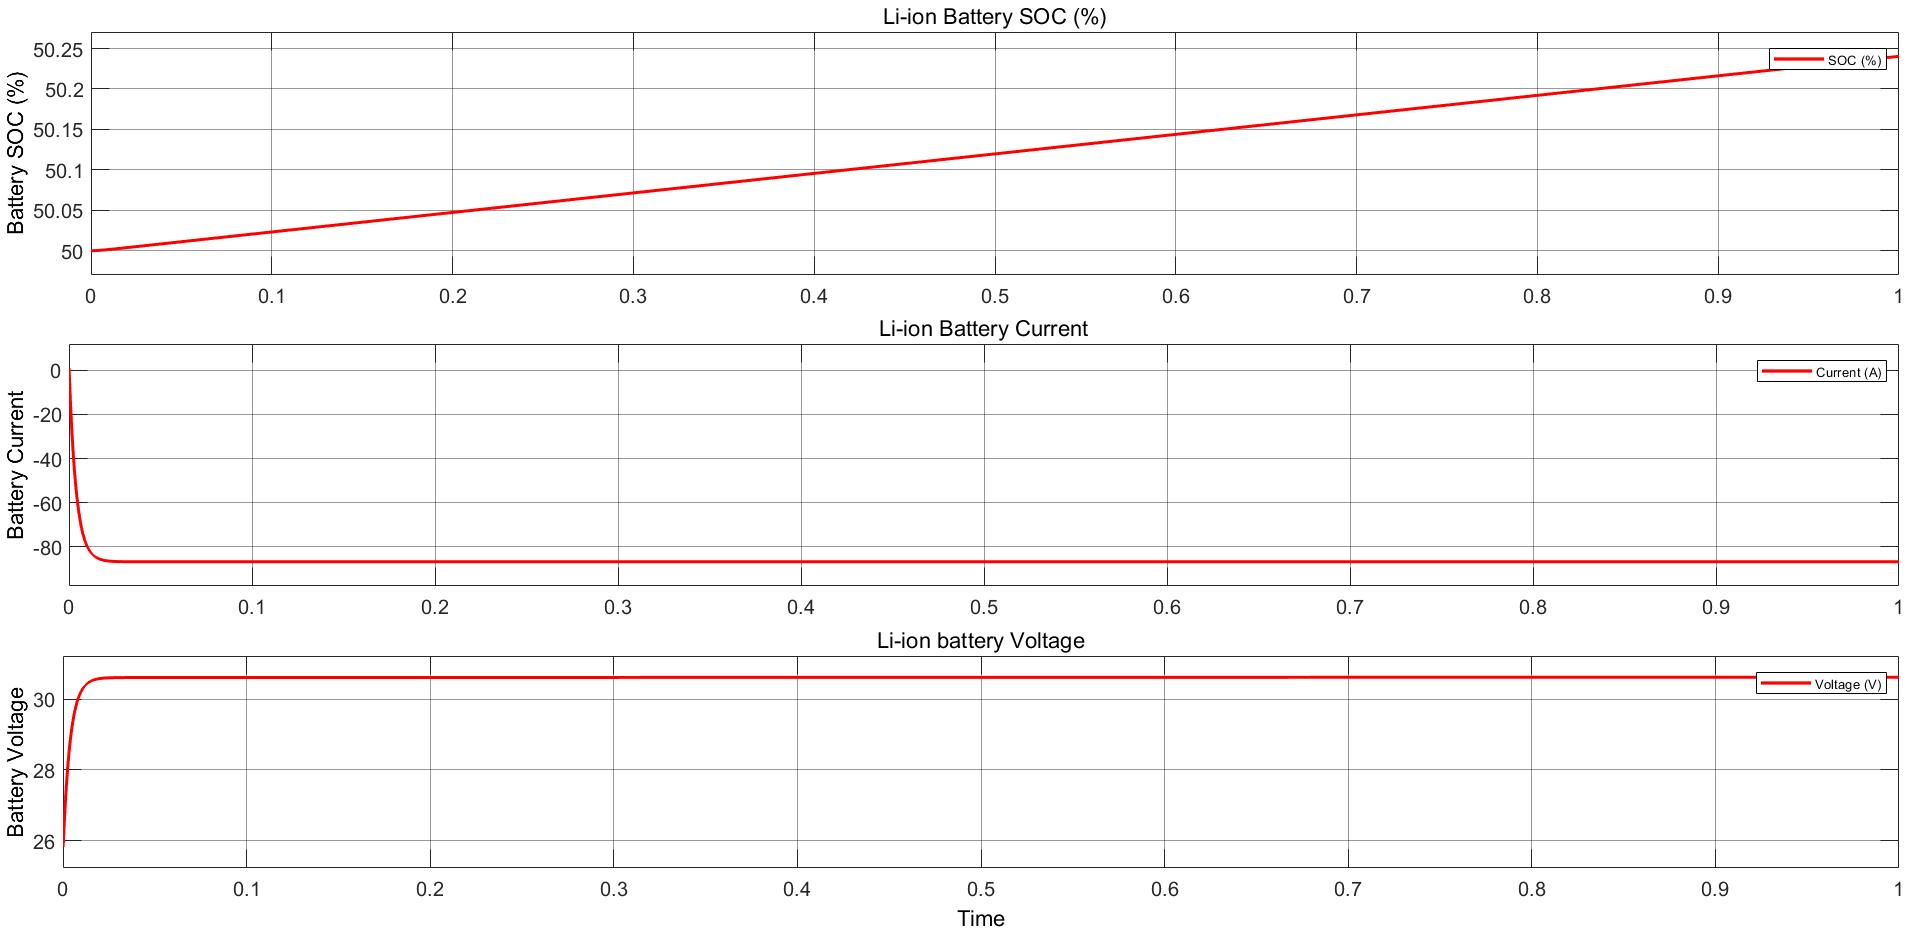 Li-ion Battery SOC (%)
Battery SOC (%)
50.25
50.2
50.15
50.1
50.05
50
SOC (%)
0 0.1 0.2 0.3 0.4 0.5 0.6 0.7 0.8 0.9 1
Li-ion Battery Current
Battery Current
0
-20
-40
-60
-80
Current (A)
0 0.1 0.2 0.3 0.4 0.5 0.6 0.7 0.8 0.9 1
Li-ion battery Voltage
Battery Voltage
30
28
26
Voltage (V)
0 0.1 0.2 0.3 0.4 0.5 0.6 0.7 0.8 0.9 1
Time